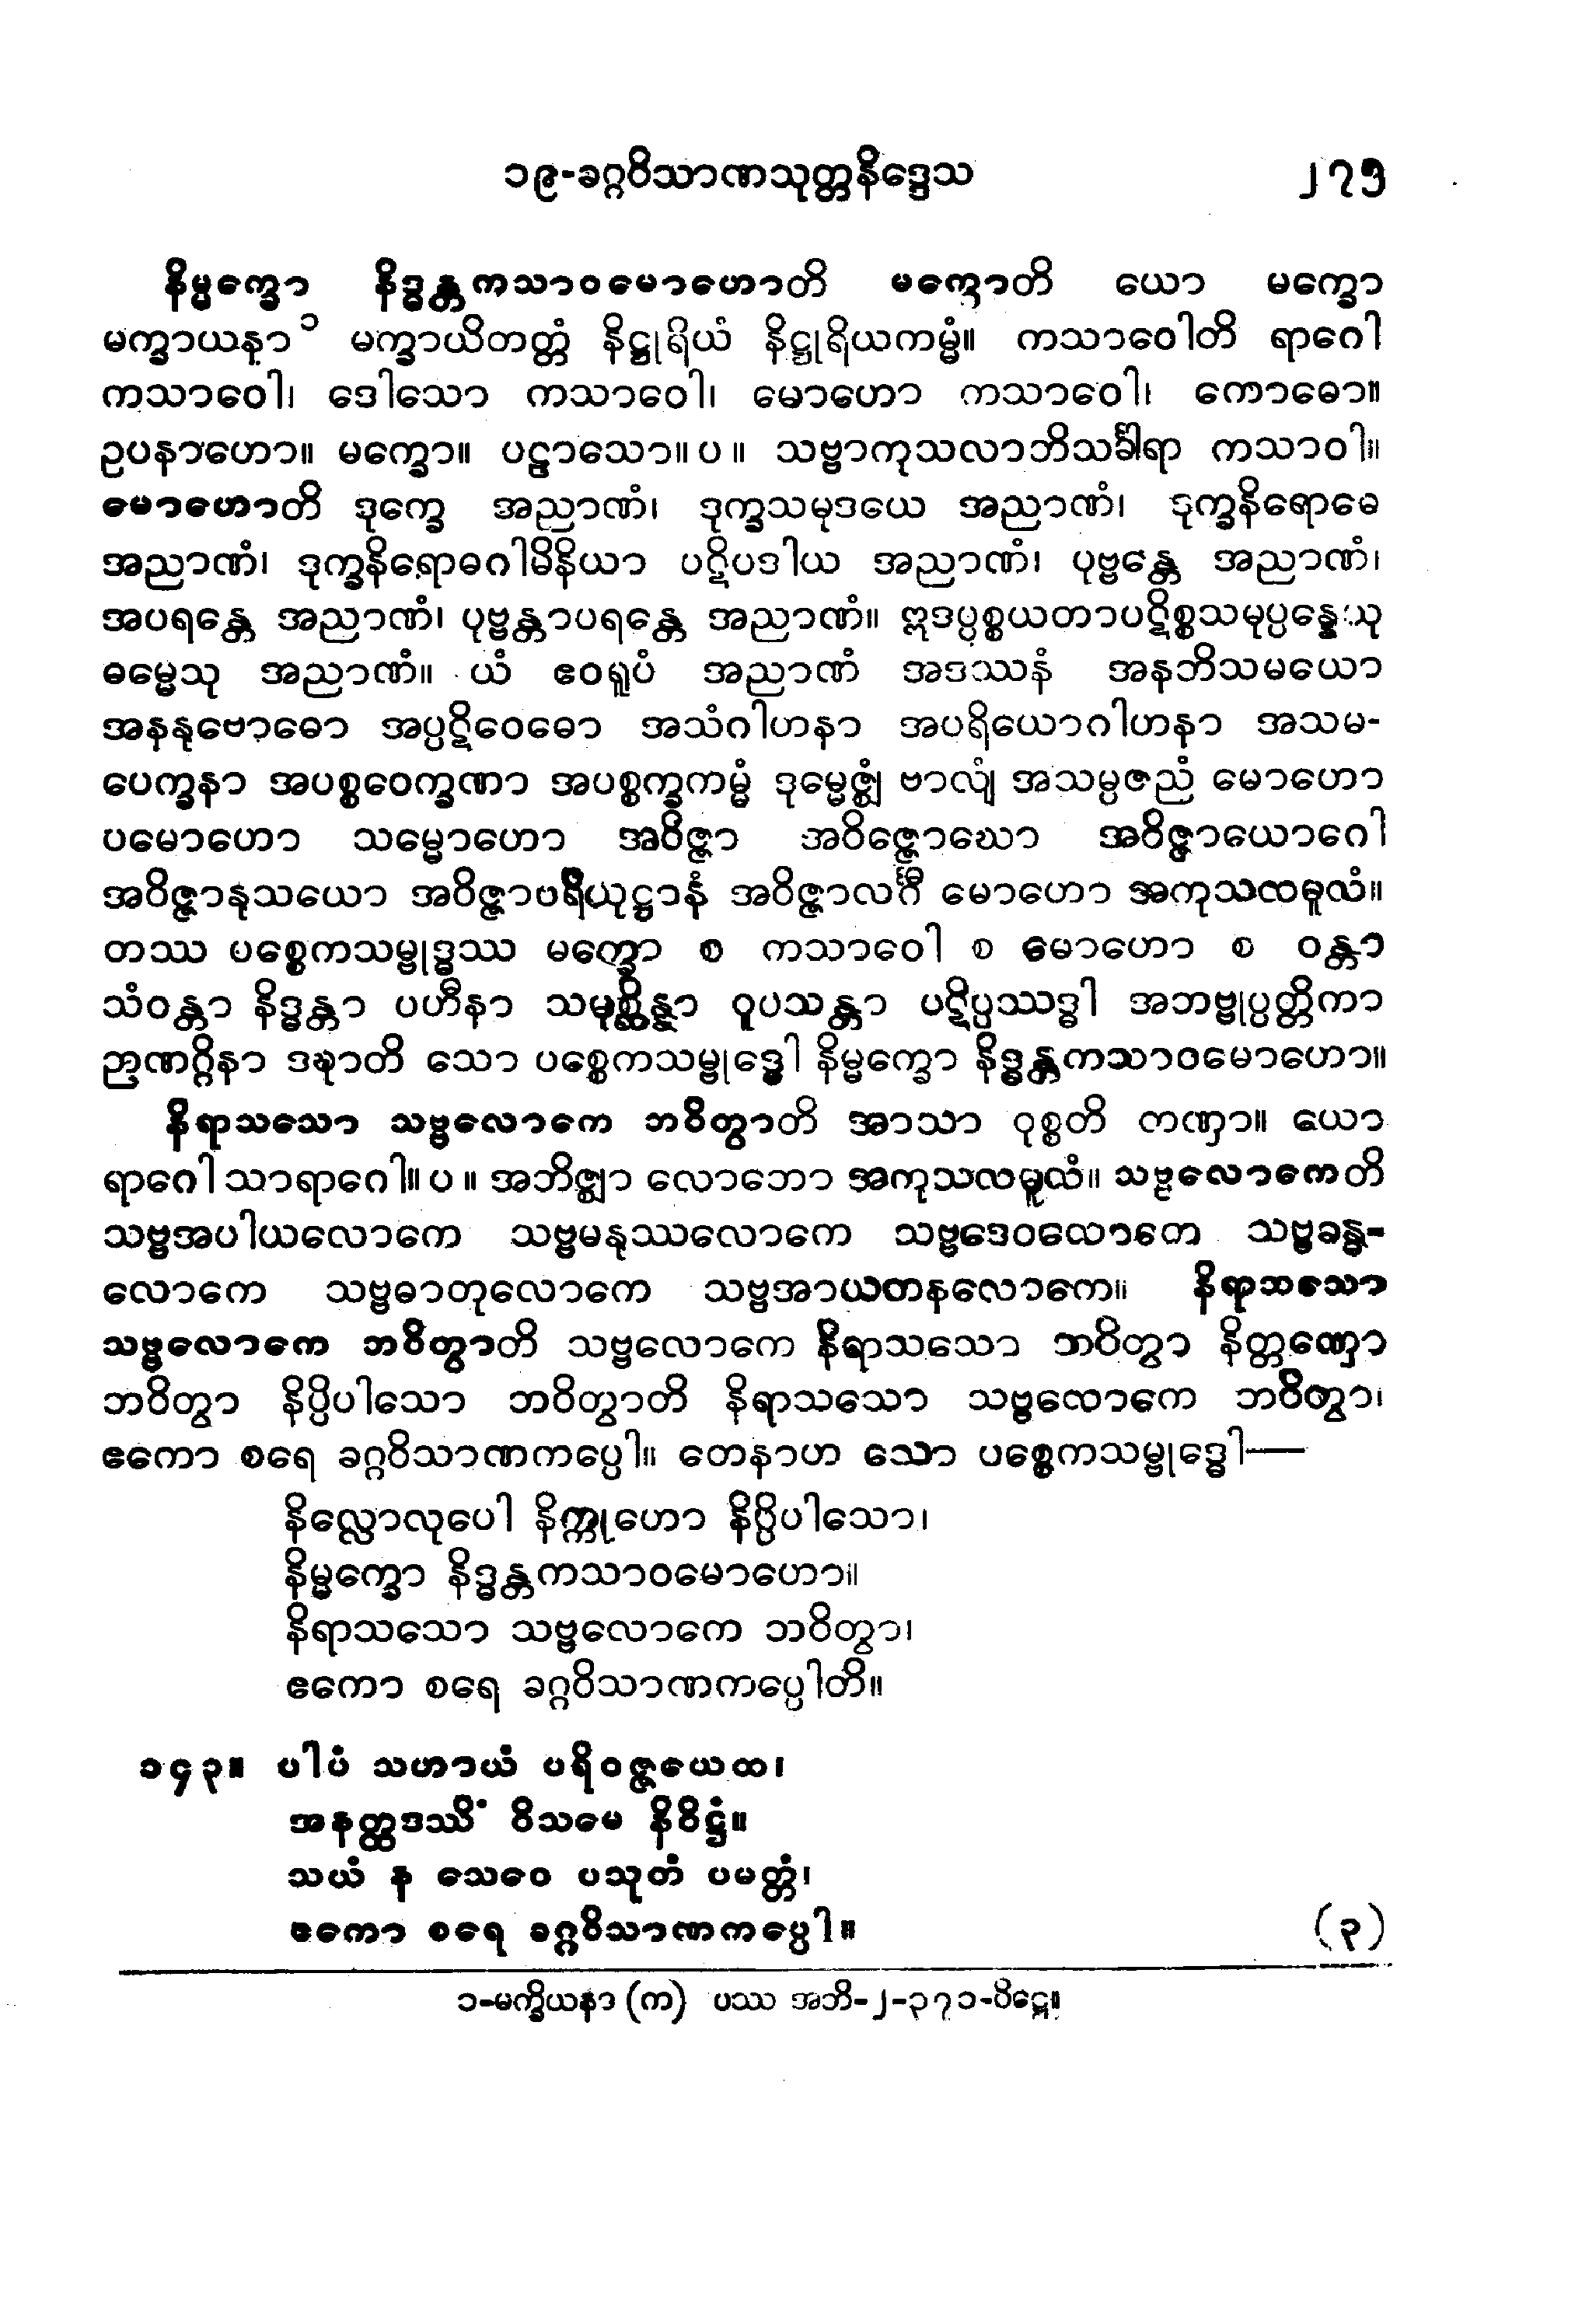 ၁၉-ခဂ္ဂဝိသာဏသုတ္တနိဒ္ဒေသ ၂၇၅
နိမ္မက္ခော နိဒ္ဓန္တကသာဝမောဟောတိ မက္ခောတိ ယော မက္ခော
မက္ခာယနာ ၁ မက္ခာယိတတ္တံ နိဋ္ဌုရိယံ နိဋ္ဌုရိယကမ္မံ။ ကသာဝေါတိ ရာဂေါ
ကသာဝေါ၊ ဒေါသော ကသာဝေါ၊ မောဟော ကသာဝေါ၊ ကောဓော။
ဥပနာဟော။ မက္ခော။ ပဠာသော။ ပ ။ သဗ္ဗာကုသလာဘိသင်္ခါရာ ကသာဝါ။
မောဟောတိ ဒုက္ခေ အညာဏံ၊ ဒုက္ခသမုဒယေ အညာဏံ၊ ဒုက္ခနိရောဓေ
အညာဏံ၊ ဒုက္ခနိရောဓဂါမိနိယာ ပဋိပဒါယ အညာဏံ၊ ပုဗ္ဗန္တေ အညာဏံ၊
အပရန္တေ အညာဏံ၊ ပုဗ္ဗန္တာပရန္တေ အညာဏံ။ ဣဒပ္ပစ္စယတာပဋိစ္စသမုပ္ပန္နေသု
ဓမ္မေသု အညာဏံ။ ယံ ဧဝရူပံ အညာဏံ အဒဿနံ အနဘိသမယော
အနနုဗောဓော အပ္ပဋိဝေဓော အသံဂါဟနာ အပရိယောဂါဟနာ အသမ-
ပေက္ခနာ အပစ္စဝေက္ခဏာ အပစ္စက္ခကမ္မံ ဒုမ္မေဇ္ဈံ ဗာလျံ အသမ္ပဇညံ မောဟော
ပမောဟော သမ္မောဟော အဝိဇ္ဇာ အဝိဇ္ဇောဃော အဝိဇ္ဇာယောဂေါ
အဝိဇ္ဇာနုသယော အဝိဇ္ဇာပရိယုဋ္ဌာနံ အဝိဇ္ဇာလင်္ဂီ မောဟော အကုသလမူလံ။
တဿ ပစ္စေကသမ္ဗုဒ္ဓဿ မက္ခော စ ကသာဝေါ စ မောဟော စ ဝန္တာ
သံဝန္တာ နိဒ္ဓန္တာ ပဟီနာ သမုစ္ဆိန္နာ ဝူပသန္တာ ပဋိပ္ပဿဒ္ဓါ အဘဗ္ဗုပ္ပတ္တိကာ
ဉာဏဂ္ဂိနာ ဒဍ္ဎာတိ သော ပစ္စေကသမ္ဗုဒ္ဓေါ နိမ္မက္ခော နိဒ္ဓန္တကသာဝမောဟော။
နိရာသသော သဗ္ဗလောကေ ဘဝိတွာတိ အာသာ ဝုစ္စတိ တဏှာ။ ယော
ရာဂေါ သာရာဂေါ။ ပ ။ အဘိဇ္ဈာ လောဘော အကုသလမူလံ။ သဗ္ဗလောကေတိ
သဗ္ဗအပါယလောကေ သဗ္ဗမနုဿလောကေ သဗ္ဗဒေဝလောကေ သဗ္ဗခန္ဓ-
လောကေ သဗ္ဗဓာတုလောကေ သဗ္ဗအာယတနလောကေ။ နိရာသသော
သဗ္ဗလောကေ ဘဝိတွာတိ သဗ္ဗလောကေ နိရာသသော ဘဝိတွာ နိတ္တဏှော
ဘဝိတွာ နိပ္ပိပါသော ဘဝိတွာတိ နိရာသသော သဗ္ဗလောကေ ဘဝိတွာ၊
ဧကော စရေ ခဂ္ဂဝိသာဏကပ္ပေါ။ တေနာဟ သော ပစ္စေကသမ္ဗုဒ္ဓေါ—
နိလ္လောလုပေါ နိက္ကုဟော နိပ္ပိပါသော၊
နိမ္မက္ခော နိဒ္ဓန္တကသာဝမောဟော။
နိရာသသော သဗ္ဗလောကေ ဘဝိတွာ၊
ဧကော စရေ ခဂ္ဂဝိသာဏကပ္ပေါတိ။
၁၄၃။ ပါပံ သဟာယံ ပရိဝဇ္ဇယေထ၊
အနတ္ထဒဿိံ ဝိသမေ နိဝိဋ္ဌံ။
သယံ န သေဝေ ပသုတံ ပမတ္တံ၊
ဧကော စရေ ခဂ္ဂဝိသာဏကပ္ပေါ။ (၃)
၁-မက္ခိယနာ (က) ပဿ အဘိ-၂-၃၇၁-ပိဋ္ဌေ။